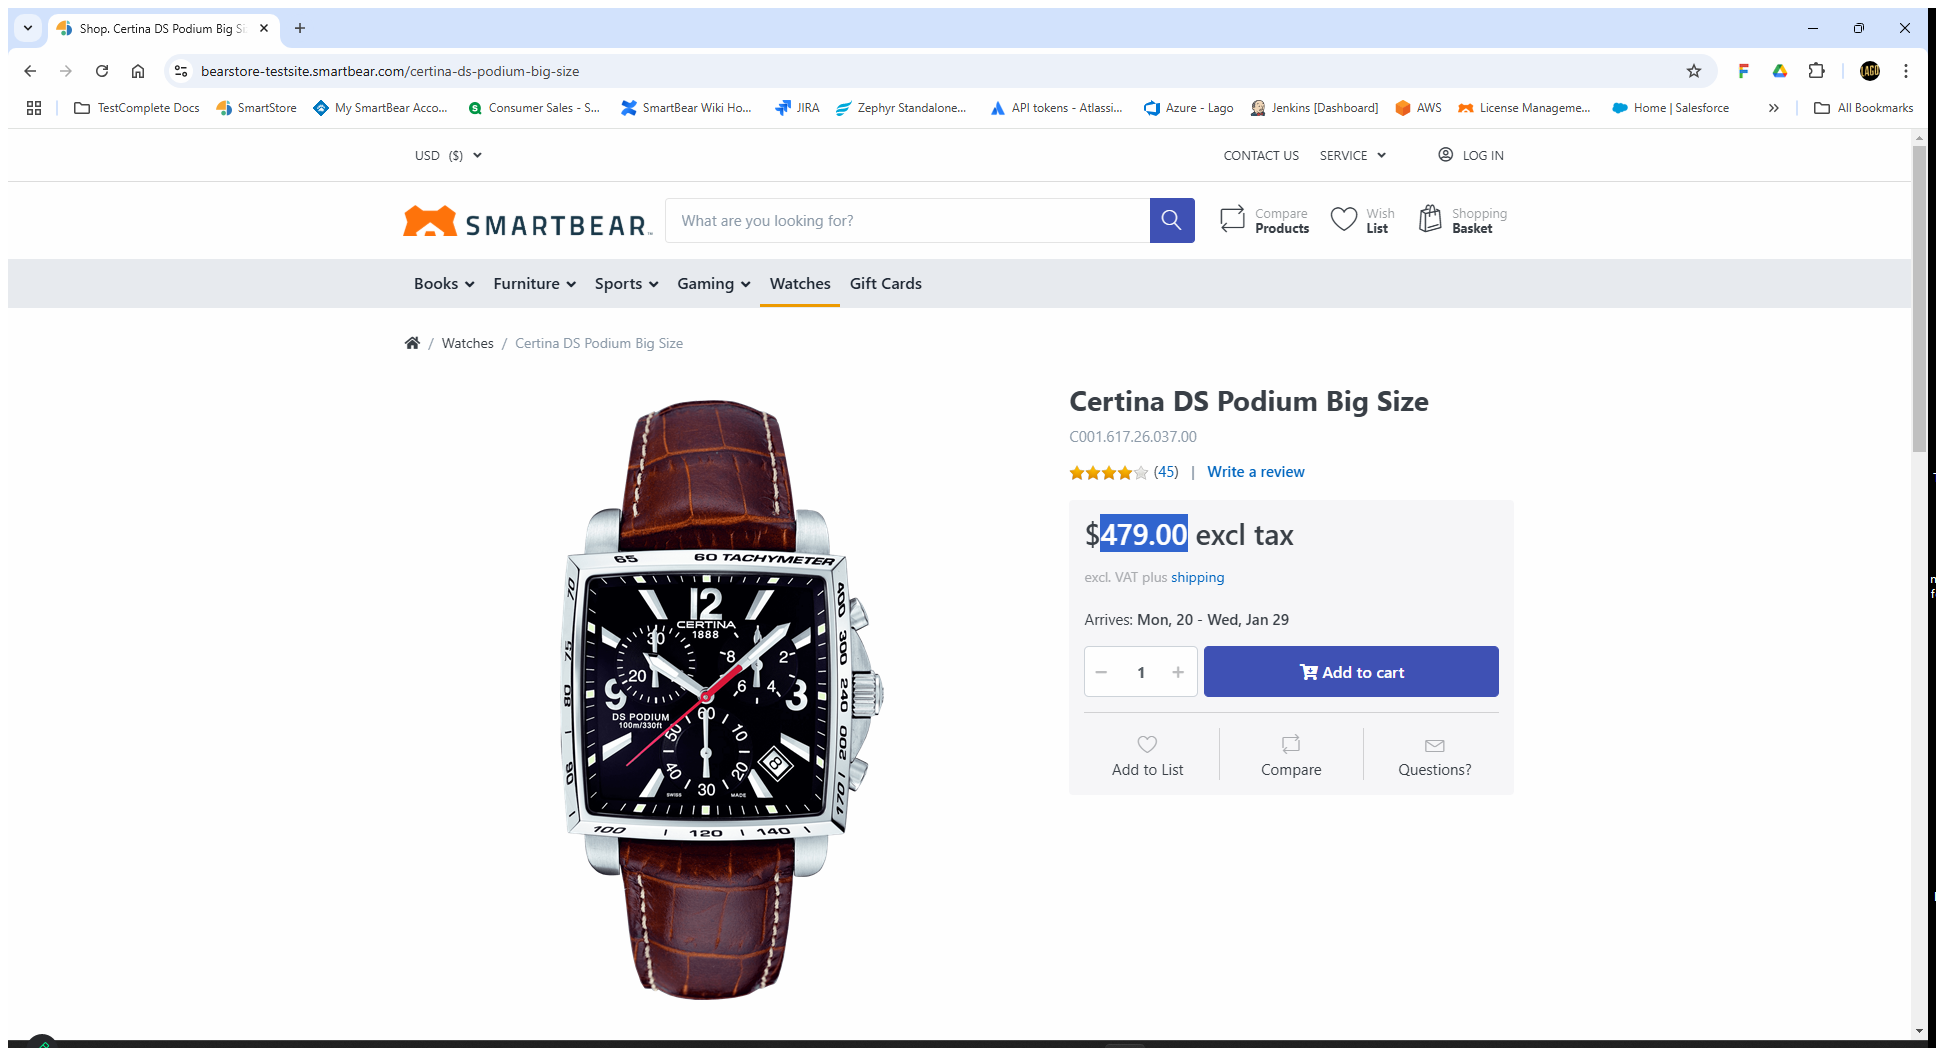 Shop. Certina DS Podium Big Si
bearstore-testsite.smartbear.com/certina-ds-podium-big-size
TestComplete Docs SmartStore My SmartBear Acco... Consumer Sales - S... SmartBear Wiki Ho... JIRA Zephyr Standalone... API tokens - Atlassi... Azure - Lago Jenkins [Dashboard] AWS License Manageme... Home | Salesforce All Bookmarks
USD ($) CONTACT US SERVICE LOG IN
SMARTBEAR What are you looking for? Compare Products Wish List Shopping Basket
Books Furniture Sports Gaming Watches Gift Cards
/ Watches / Certina DS Podium Big Size
Certina DS Podium Big Size
C001.617.26.037.00
(45) | Write a review
$479.00 excl tax
excl. VAT plus shipping
Arrives: Mon, 20 - Wed, Jan 29
1 Add to cart
Add to List Compare Questions?
65 60 TACHYMETER
70 400
75 300
80 240
90 200
170
100 120 140
12
CERTINA
1888
30
20
8 2
6 4
9 3
DS PODIUM
100m/330ft
60
50 10
40 20
30
8
SWISS MADE